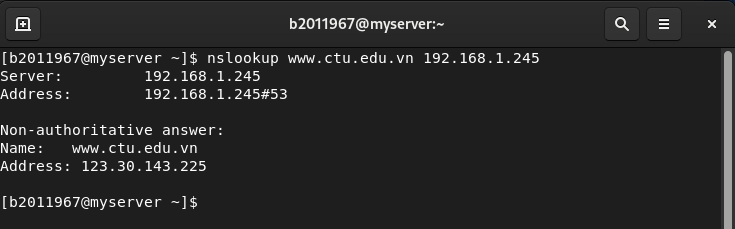 b2011967@myserver:~
[b2011967@myserver ~]$ nslookup www.ctu.edu.vn 192.168.1.245
Server:         192.168.1.245
Address:        192.168.1.245#53

Non-authoritative answer:
Name:   www.ctu.edu.vn
Address: 123.30.143.225

[b2011967@myserver ~]$